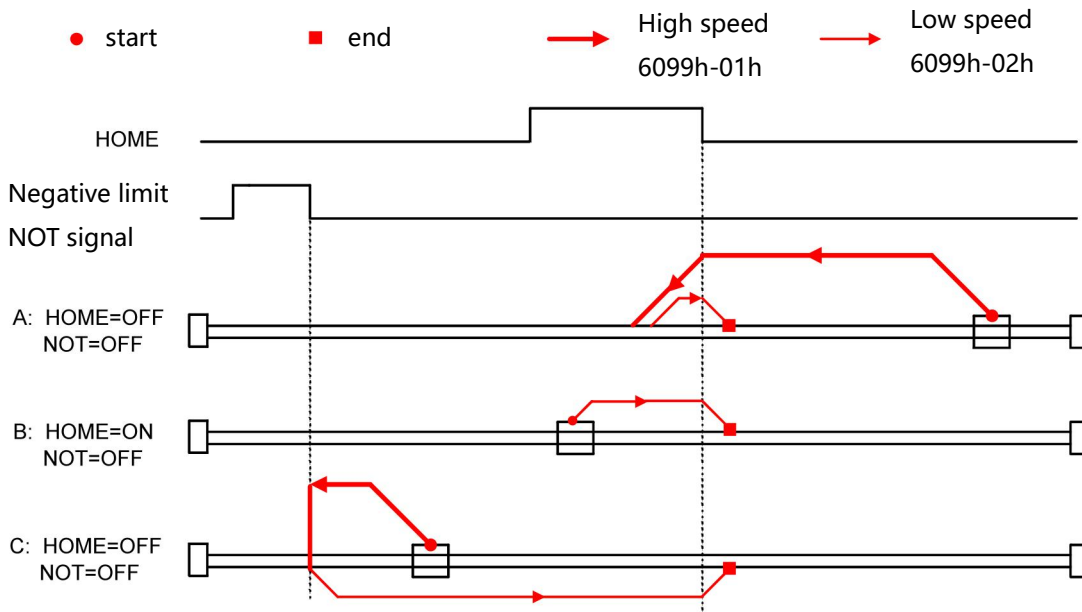 start
end
High speed
6099h-01h
Low speed
6099h-02h
HOME
Negative limit
NOT signal
A: HOME=OFF
NOT=OFF
B: HOME=ON
NOT=OFF
C: HOME=OFF
NOT=OFF